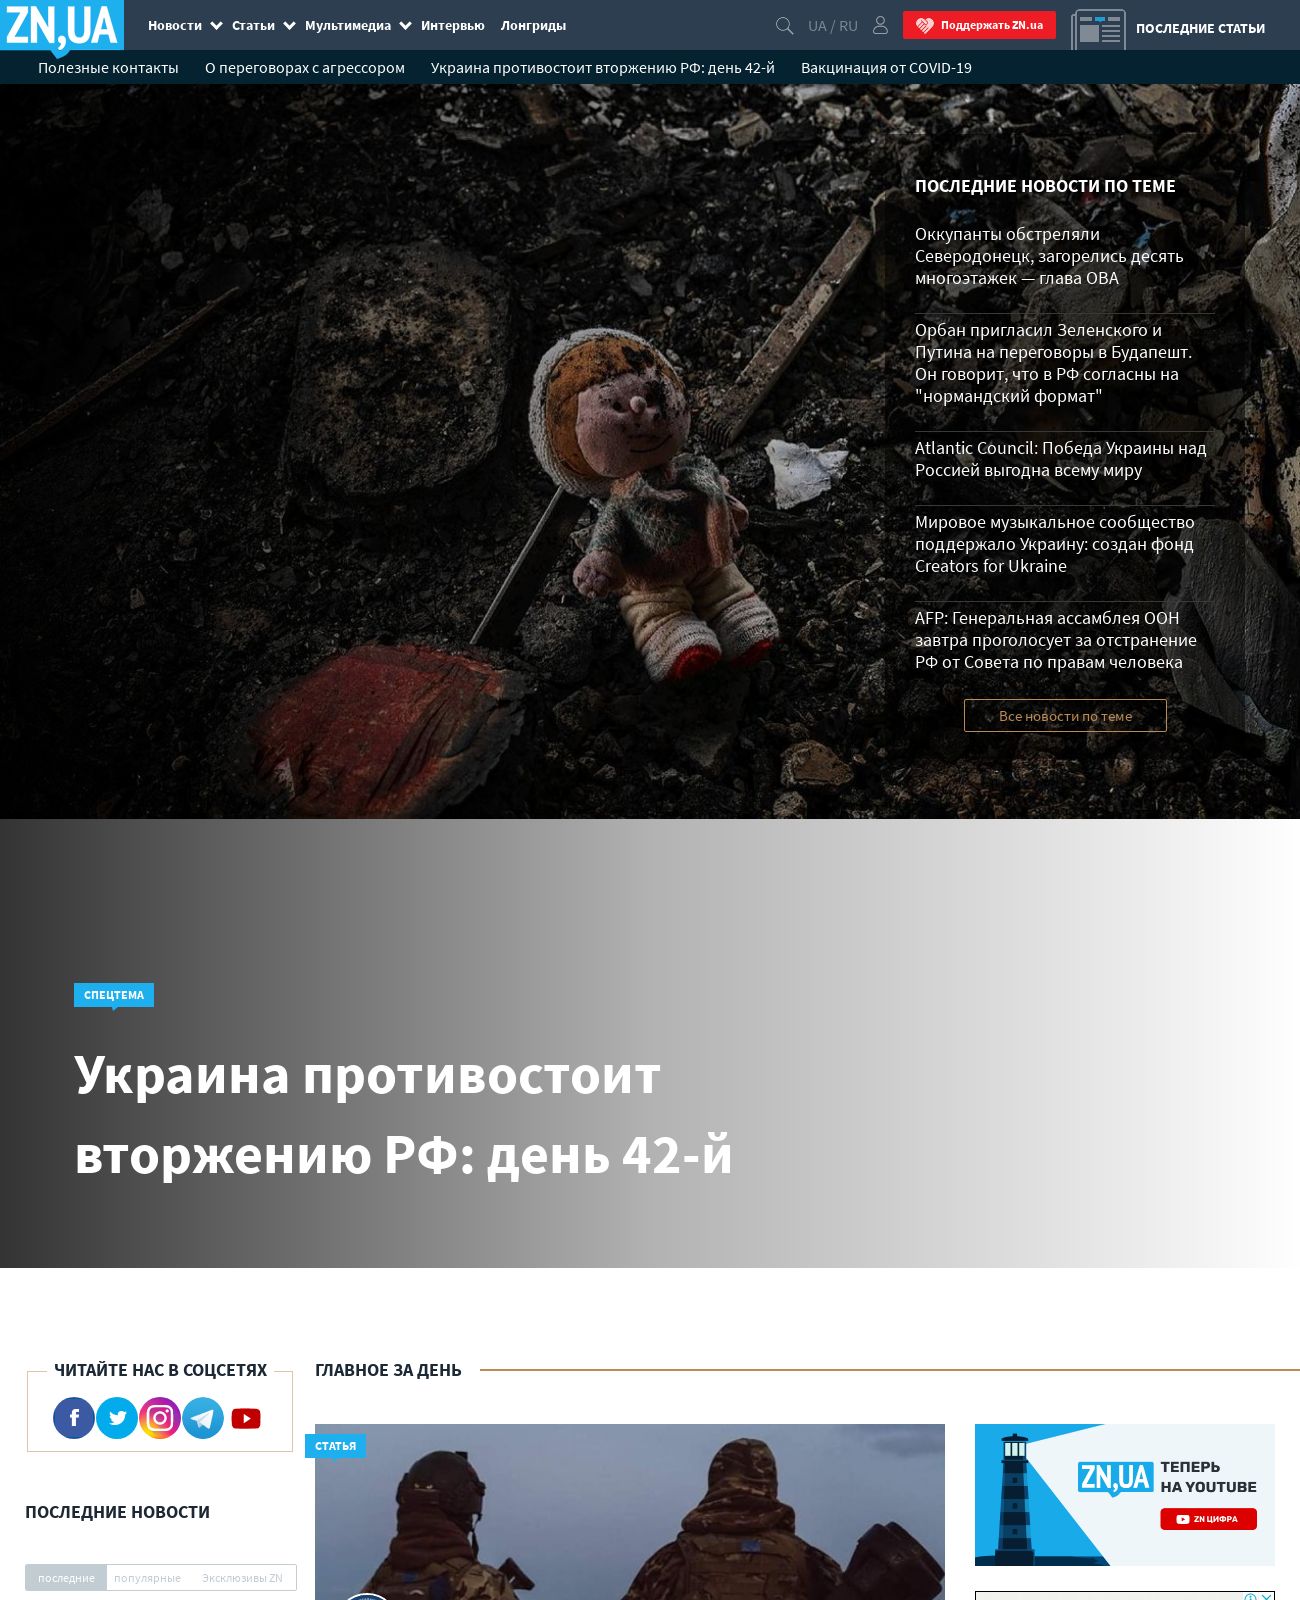 ZN,UA
Новости Статьи Мультимедиа Интервью Лонгриды UA / RU Поддержать ZN.ua ПОСЛЕДНИЕ СТАТЬИ
Полезные контакты О переговорах с агрессором Украина противостоит вторжению РФ: день 42-й Вакцинация от COVID-19
ПОСЛЕДНИЕ НОВОСТИ ПО ТЕМЕ
Оккупанты обстреляли
Северодонецк, загорелись десять
многоэтажек — глава ОВА
Орбан пригласил Зеленского и
Путина на переговоры в Будапешт.
Он говорит, что в РФ согласны на
"нормандский формат"
Atlantic Council: Победа Украины над
Россией выгодна всему миру
Мировое музыкальное сообщество
поддержало Украину: создан фонд
Creators for Ukraine
AFP: Генеральная ассамблея ООН
завтра проголосует за отстранение
РФ от Совета по правам человека
Все новости по теме
СПЕЦТЕМА
Украина противостоит
вторжению РФ: день 42-й
ЧИТАЙТЕ НАС В СОЦСЕТЯХ
ПОСЛЕДНИЕ НОВОСТИ
последние популярные Эксклюзивы ZN
ГЛАВНОЕ ЗА ДЕНЬ
СТАТЬЯ
ZN,UA
ТЕПЕРЬ
НА YOUTUBE
ZN ЦИФРА